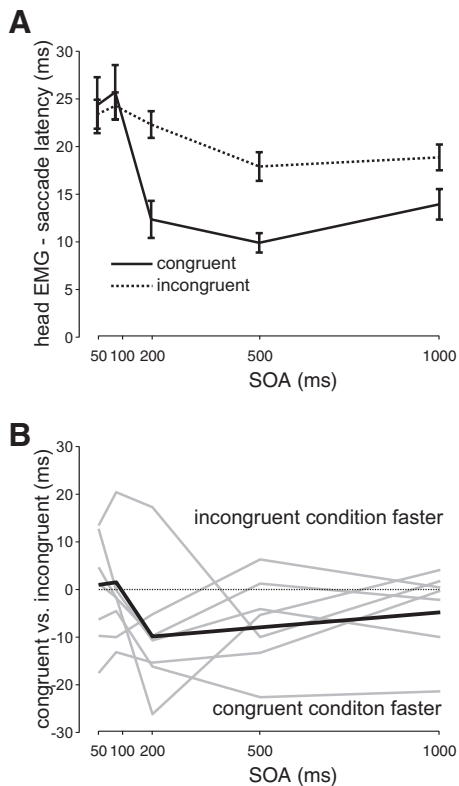 A
head EMG - saccade latency (ms)
30
25
20
15
10
5
0
congruent
incongruent
50 100 200 500 1000
SOA (ms)
B
congruent vs. incongruent (ms)
30
20
10
0
-10
-20
-30
incongruent condition faster
congruent conditon faster
50 100 200 500 1000
SOA (ms)